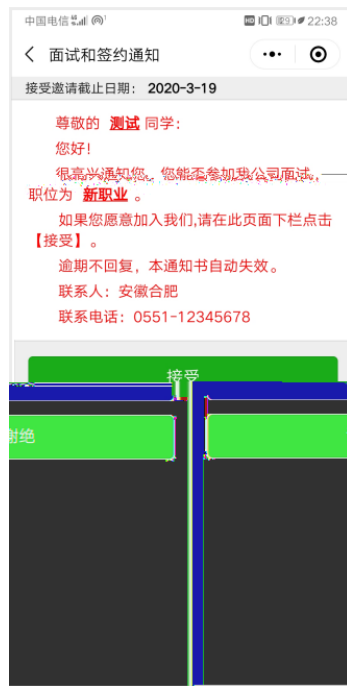 中国电信 22:38
面试和签约通知
接受邀请截止日期： 2020-3-19
尊敬的 测试 同学：
您好！
很高兴通知您，您能否参加我公司面试，
职位为 新职业 。
如果您愿意加入我们,请在此页面下栏点击
【接受】。
逾期不回复，本通知书自动失效。
联系人：安徽合肥
联系电话：0551-12345678
接受
谢绝